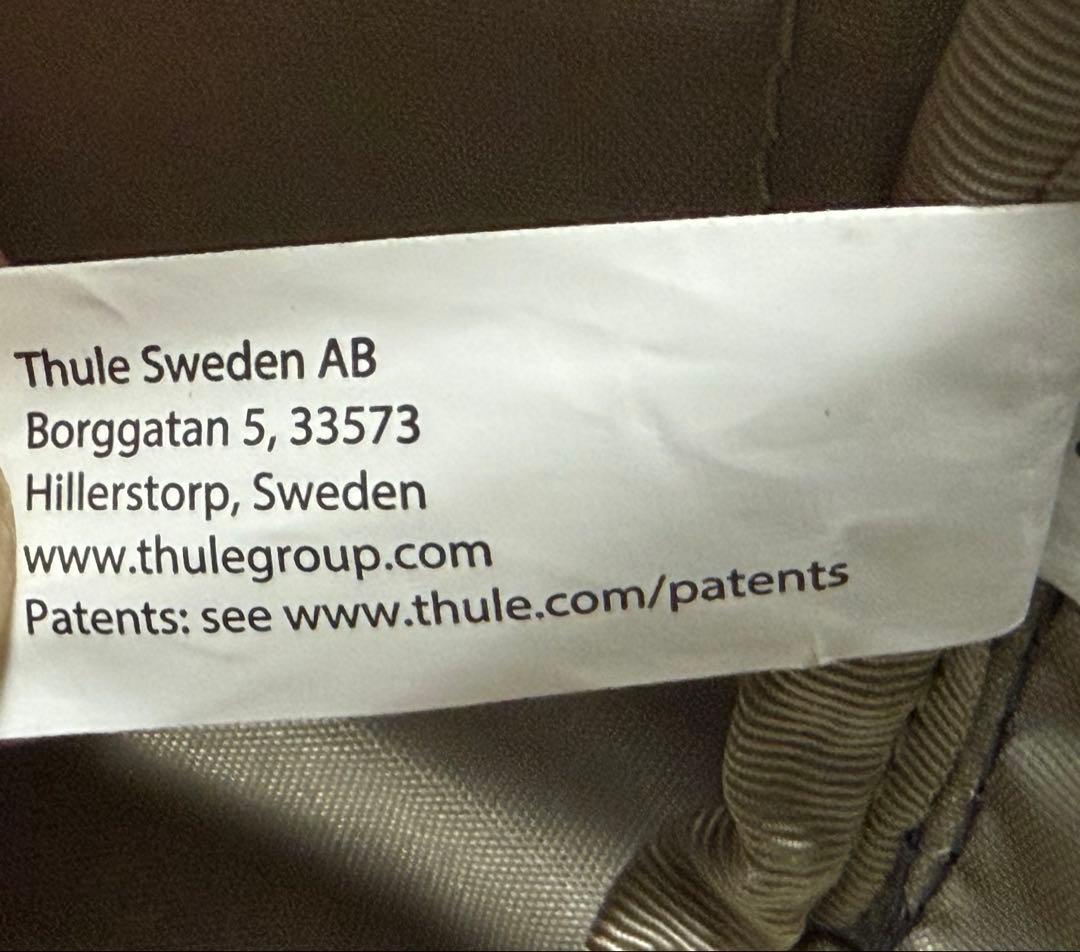 Thule Sweden AB
Borggatan 5, 33573
Hillerstorp, Sweden
www.thulegroup.com
Patents: see www.thule.com/patents